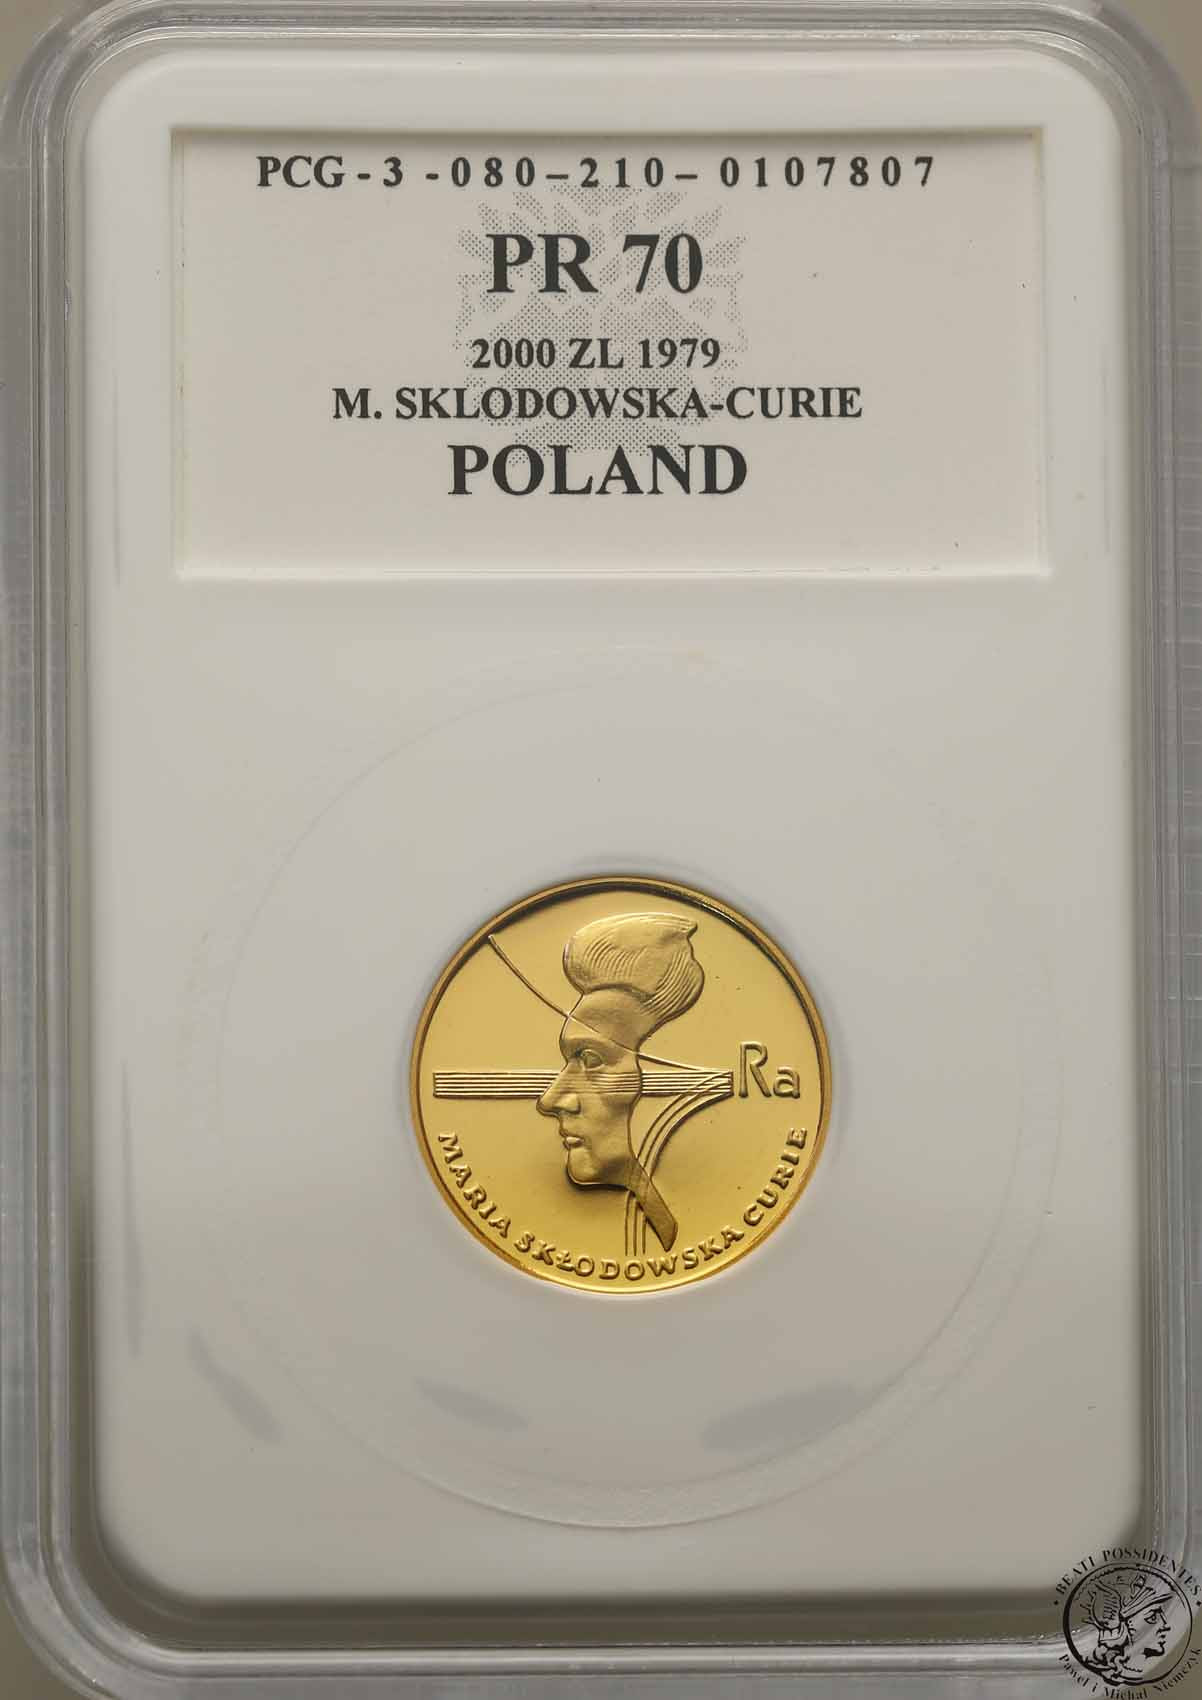 PCG - 3 - 080 - 210 - 0107807
PR 70
2000 ZL 1979
M. SKLODOWSKA-CURIE
POLAND
Ra
MARIA SKŁODOWSKA CURIE
BEATI POSSIDENTES
Paweł i Michał Niemczyk